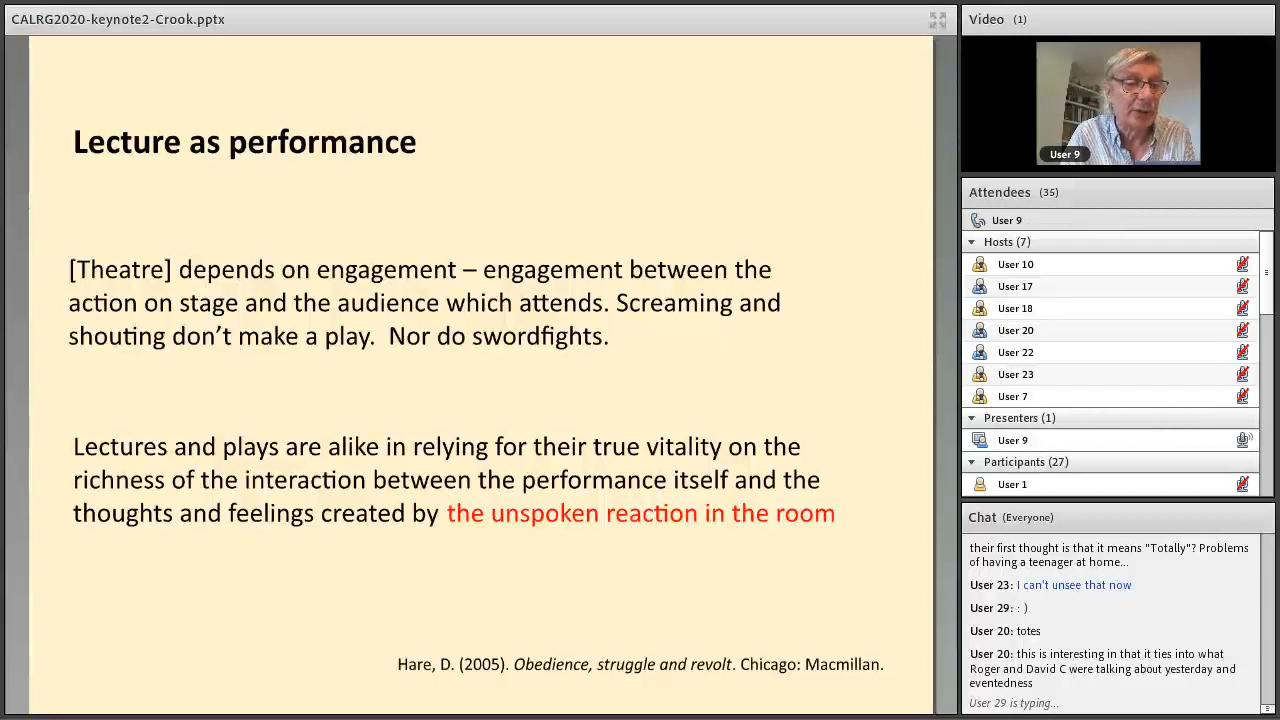 CALRG2020-keynote2-Crook.pptx
Lecture as performance
[Theatre] depends on engagement – engagement between the
action on stage and the audience which attends. Screaming and
shouting don’t make a play.  Nor do swordfights.
Lectures and plays are alike in relying for their true vitality on the
richness of the interaction between the performance itself and the
thoughts and feelings created by the unspoken reaction in the room
Hare, D. (2005). Obedience, struggle and revolt. Chicago: Macmillan.
Video (1)
User 9
Attendees (35)
User 9
Hosts (7)
User 10
User 17
User 18
User 20
User 22
User 23
User 7
Presenters (1)
User 9
Participants (27)
User 1
Chat (Everyone)
their first thought is that it means "Totally"? Problems
of having a teenager at home...
User 23: I can't unsee that now
User 29: : )
User 20: totes
User 20: this is interesting in that it ties into what
Roger and David C were talking about yesterday and
eventedness
User 29 is typing...